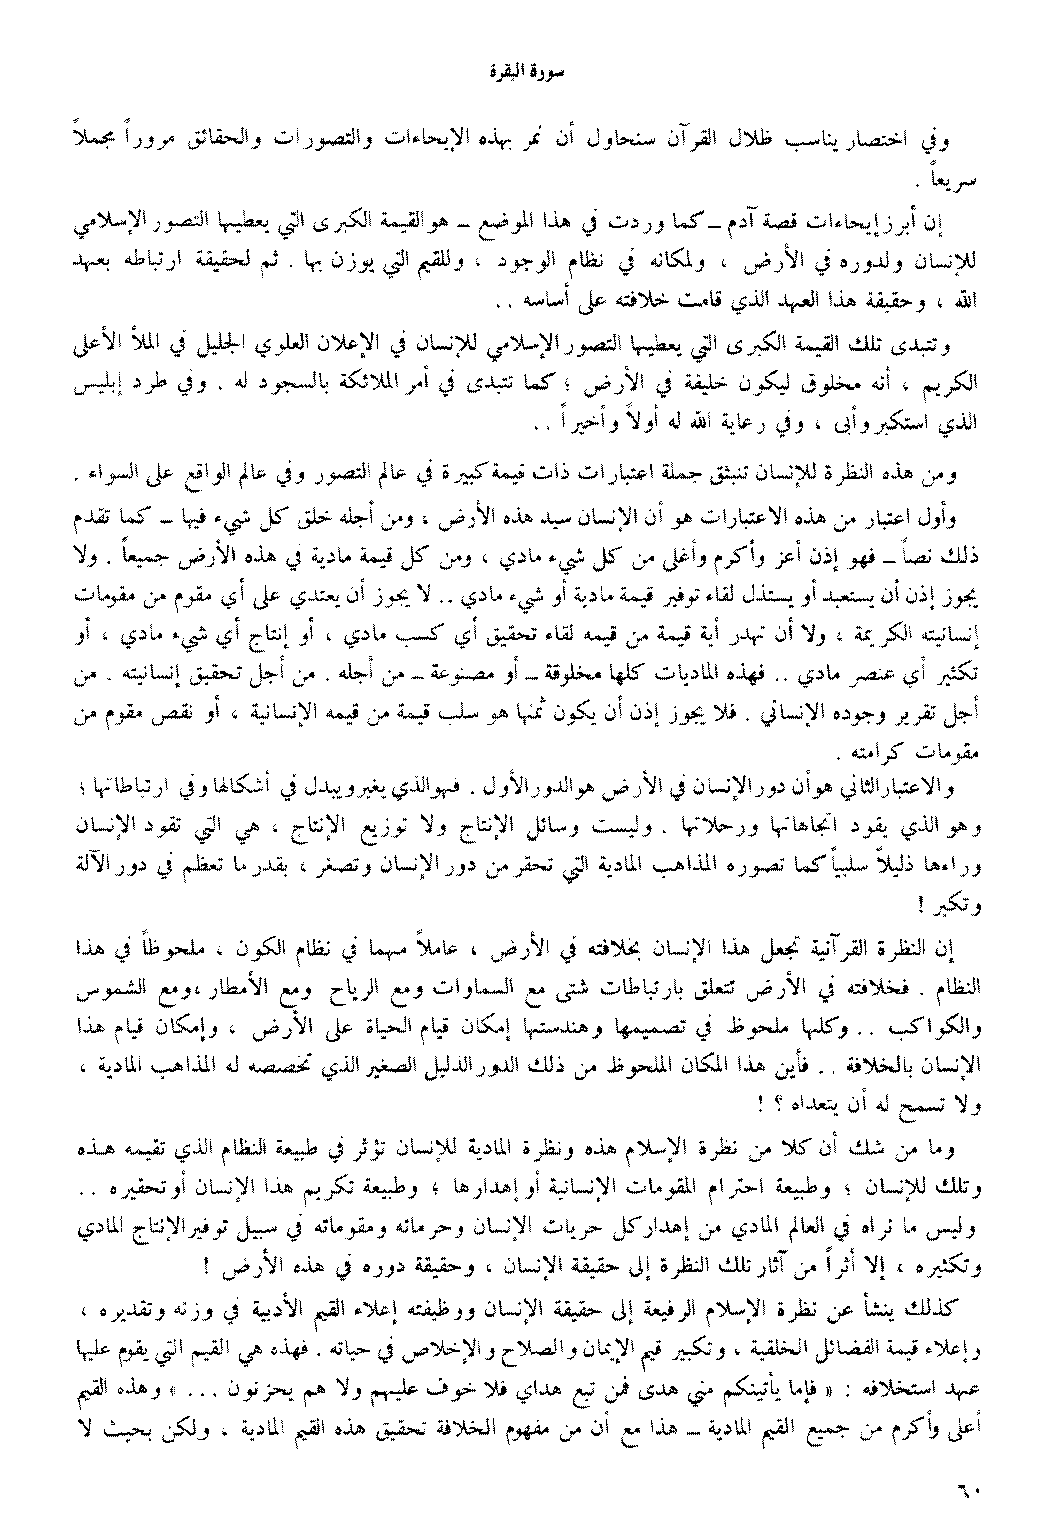 سورة البقرة
وفي اختصار يناسب ظلال القرآن سنحاول أن نمر بهذه الإيحاءات والتصورات والحقائق مروراً مجملاً
سريعاً .
إن أبرز إيحاءات قصة آدم – كما وردت في هذا الموضع – هو القيمة الكبرى التي يعطيها التصور الإسلامي
للإنسان ولدوره في الأرض ، ولمكانه في نظام الوجود ، وللقيم التي يوزن بها . ثم لحقيقة ارتباطه بعهد
الله ، وحقيقة هذا العهد الذي قامت خلافته على أساسه ..
وتتبدى تلك القيمة الكبرى التي يعطيها التصور الإسلامي للإنسان في الإعلان العلوي الجليل في الملأ الأعلى
الكريم ، أنه مخلوق ليكون خليفة في الأرض ؛ كما تتبدى في أمر الملائكة بالسجود له . وفي طرد إبليس
الذي استكبر وأبى ، وفي رعاية الله له أولاً وأخيراً ..
ومن هذه النظرة للإنسان تنبثق جملة اعتبارات ذات قيمة كبيرة في عالم التصور وفي عالم الواقع على السواء .
وأول اعتبار من هذه الاعتبارات هو أن الإنسان سيد هذه الأرض ، ومن أجله خلق كل شيء فيها – كما تقدم
ذلك نصاً – فهو إذن أعز وأكرم وأغلى من كل شيء مادي ، ومن كل قيمة مادية في هذه الأرض جميعاً . ولا
يجوز إذن أن يستعبد أو يستذل لقاء توفير قيمة مادية أو شيء مادي .. لا يجوز أن يعتدي على أي مقوم من مقومات
إنسانيته الكريمة ، ولا أن تهدر أية قيمة من قيمه لقاء تحقيق أي كسب مادي ، أو إنتاج أي شيء مادي ، أو
تكثير أي عنصر مادي .. فهذه الماديات كلها مخلوقة – أو مصنوعة – من أجله . من أجل تحقيق إنسانيته . من
أجل تقرير وجوده الإنساني . فلا يجوز إذن أن يكون ثمنها هو سلب قيمة من قيمه الإنسانية ، أو نقص مقوم من
مقومات كرامته .
والاعتبار الثاني هو أن دور الإنسان في الأرض هو الدور الأول . فهو الذي يغير ويبدل في أشكالها وفي ارتباطاتها ؛
وهو الذي يقود اتجاهاتها ورحلاتها . وليست وسائل الإنتاج ولا توزيع الإنتاج ، هي التي تقود الإنسان
وراءها ذليلاً سلبياً كما تصوره المذاهب المادية التي تحقر من دور الإنسان وتصغر ، بقدر ما تعظم في دور الآلة
وتكبر !
إن النظرة القرآنية تجعل هذا الإنسان بخلافته في الأرض ، عاملاً مهما في نظام الكون ، ملحوظاً في هذا
النظام . فخلافته في الأرض تتعلق بارتباطات شتى مع السماوات ومع الرياح ومع الأمطار ، ومع الشموس
والكواكب .. وكلها ملحوظ في تصميمها وهندستها إمكان قيام الحياة على الأرض ، وإمكان قيام هذا
الإنسان بالخلافة .. فأين هذا المكان الملحوظ من ذلك الدور الذليل الصغير الذي تخصصه له المذاهب المادية ،
ولا تسمح له أن يتعداه ؟ !
وما من شك أن كلا من نظرة الإسلام هذه ونظرة المادية للإنسان تؤثر في طبيعة النظام الذي تقيمه هذه
وتلك للإنسان ؛ وطبيعة احترام المقومات الإنسانية أو إهدارها ؛ وطبيعة تكريم هذا الإنسان أو تحقيره ..
وليس ما نراه في العالم المادي من إهدار كل حريات الإنسان وحرماته ومقوماته في سبيل توفير الإنتاج المادي
وتكثيره ، إلا أثراً من آثار تلك النظرة إلى حقيقة الإنسان ، وحقيقة دوره في هذه الأرض !
كذلك ينشأ عن نظرة الإسلام الرفيعة إلى حقيقة الإنسان ووظيفته إعلاء القيم الأدبية في وزنه وتقديره ،
وإعلاء قيمة الفضائل الخلقية ، وتكبير قيم الإيمان والصلاح والإخلاص في حياته . فهذه هي القيم التي يقوم عليها
عهد استخلافه : « فإما يأتينكم مني هدى فمن تبع هداي فلا خوف عليهم ولا هم يحزنون ... » وهذه القيم
أعلى وأكرم من جميع القيم المادية – هذا مع أن من مفهوم الخلافة تحقيق هذه القيم المادية ، ولكن بحيث لا
٦٠